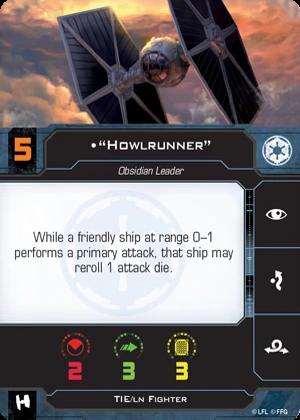 5
•“Howlrunner”
Obsidian Leader
While a friendly ship at range 0–1
performs a primary attack, that ship may
reroll 1 attack die.
2 3 3
TIE/ln Fighter
©LFL ©FFG